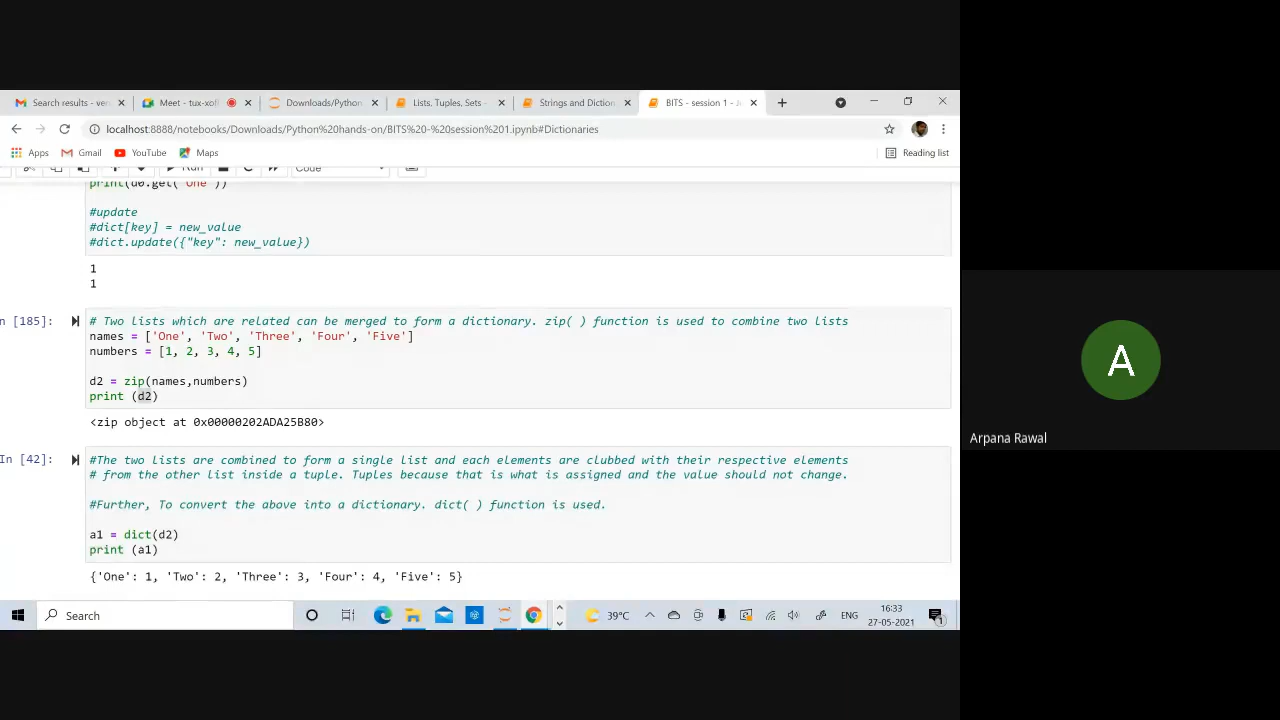 Search results - ver
Meet - tux-xof
Downloads/Python
Lists, Tuples, Sets -
Strings and Diction
BITS - session 1 - J
localhost:8888/notebooks/Downloads/Python%20hands-on/BITS%20-%20session%201.ipynb#Dictionaries
Apps
Gmail
YouTube
Maps
Reading list
Run
Code
print(d0.get('One'))
#update
#dict[key] = new_value
#dict.update({"key": new_value})
1
1
n [185]:
# Two lists which are related can be merged to form a dictionary. zip( ) function is used to combine two lists
names = ['One', 'Two', 'Three', 'Four', 'Five']
numbers = [1, 2, 3, 4, 5]
d2 = zip(names,numbers)
print (d2)
<zip object at 0x00000202ADA25B80>
In [42]:
#The two lists are combined to form a single list and each elements are clubbed with their respective elements
# from the other list inside a tuple. Tuples because that is what is assigned and the value should not change.
#Further, To convert the above into a dictionary. dict( ) function is used.
a1 = dict(d2)
print (a1)
{'One': 1, 'Two': 2, 'Three': 3, 'Four': 4, 'Five': 5}
A
Arpana Rawal
Search
39°C
ENG
16:33
27-05-2021
1